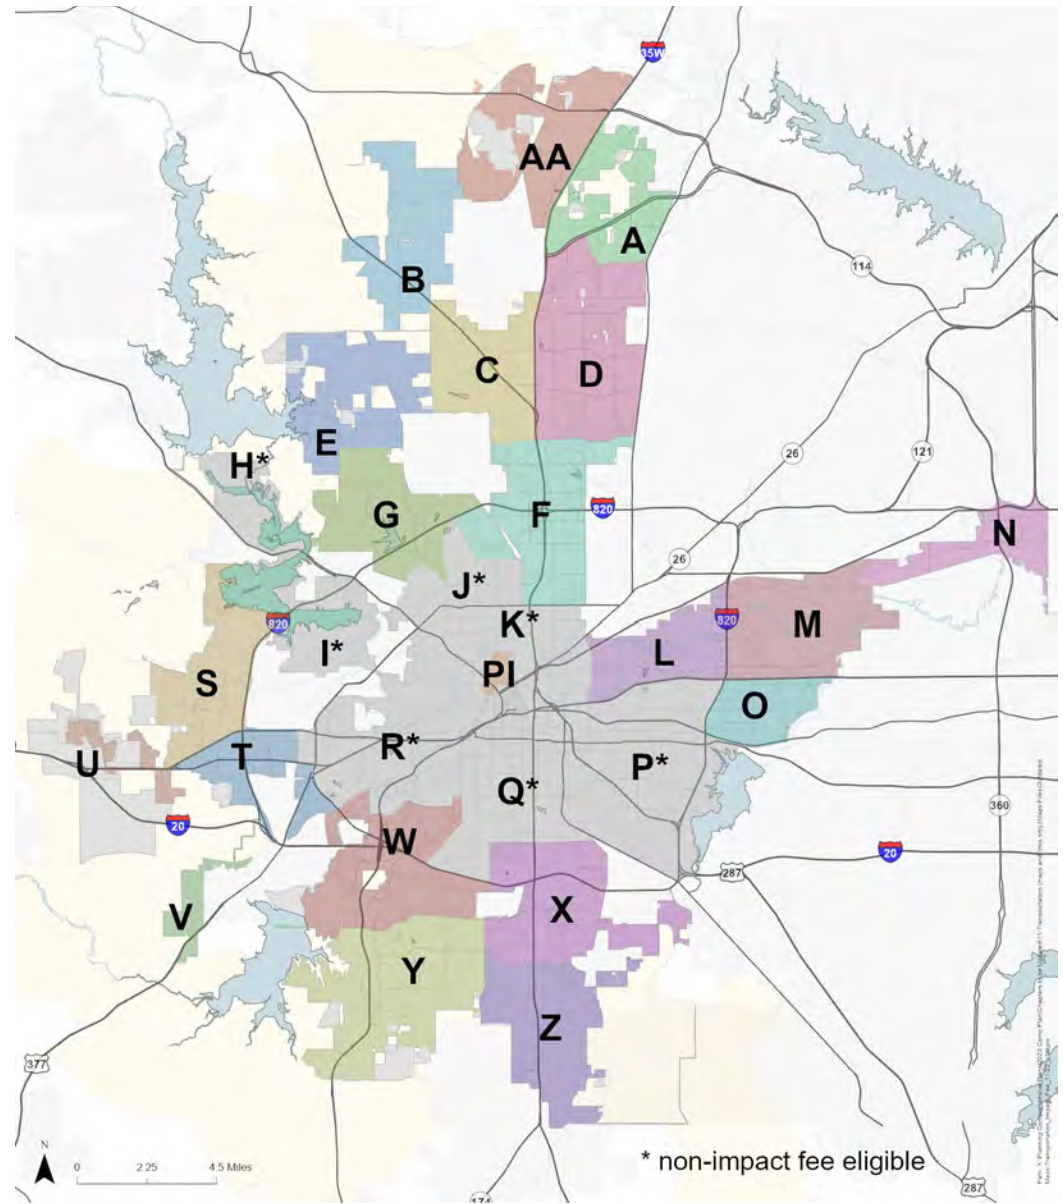 35W
AA
A
B
114
C
D
E
26
121
H*
G
F
820
N
26
J*
820
K*
820
M
I*
L
PI
S
O
R*
U
T
P*
Q*
360
20
W
20
287
X
V
Y
Z
377
N
0 2.25 4.5 Miles
* non-impact fee eligible
287
174